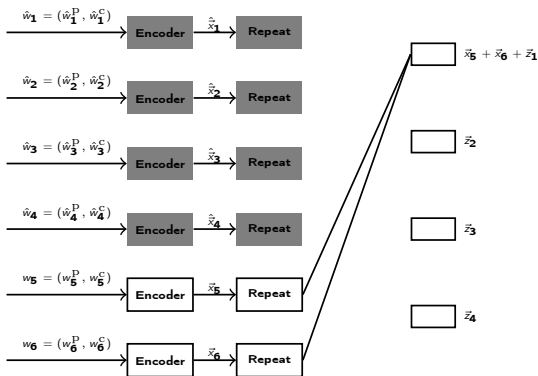 ŵ₁ = (ŵ₁ᵖ, ŵ₁ᶜ) Encoder x⃗̂₁ Repeat
ŵ₂ = (ŵ₂ᵖ, ŵ₂ᶜ) Encoder x⃗̂₂ Repeat
ŵ₃ = (ŵ₃ᵖ, ŵ₃ᶜ) Encoder x⃗̂₃ Repeat
ŵ₄ = (ŵ₄ᵖ, ŵ₄ᶜ) Encoder x⃗̂₄ Repeat
w₅ = (w₅ᵖ, w₅ᶜ) Encoder x⃗₅ Repeat
w₆ = (w₆ᵖ, w₆ᶜ) Encoder x⃗₆ Repeat
x⃗₅ + x⃗₆ + z⃗₁
z⃗₂
z⃗₃
z⃗₄